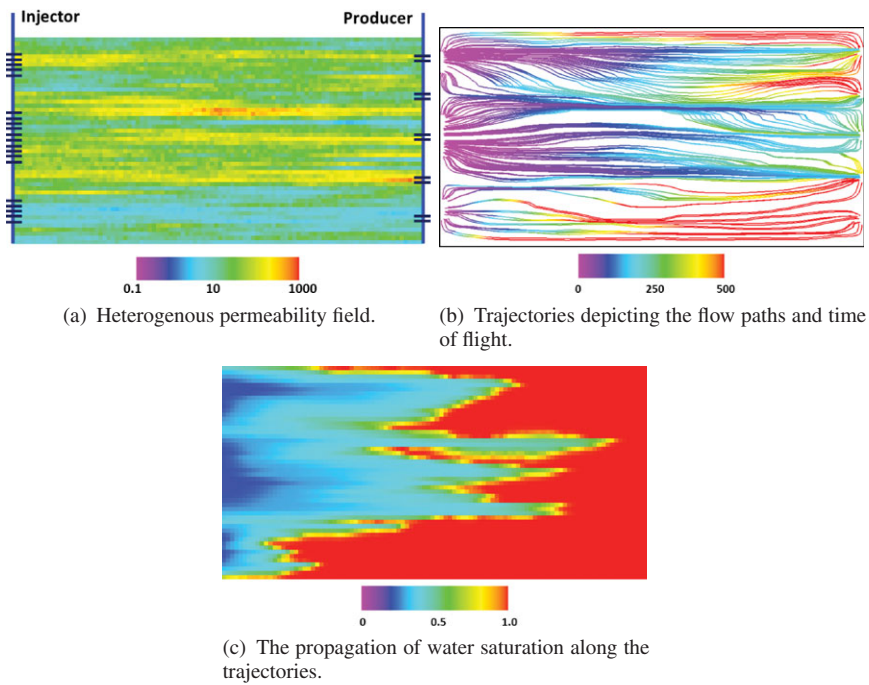 Injector
Producer
0.1 10 1000
(a) Heterogenous permeability field.
0 250 500
(b) Trajectories depicting the flow paths and time
of flight.
0 0.5 1.0
(c) The propagation of water saturation along the
trajectories.